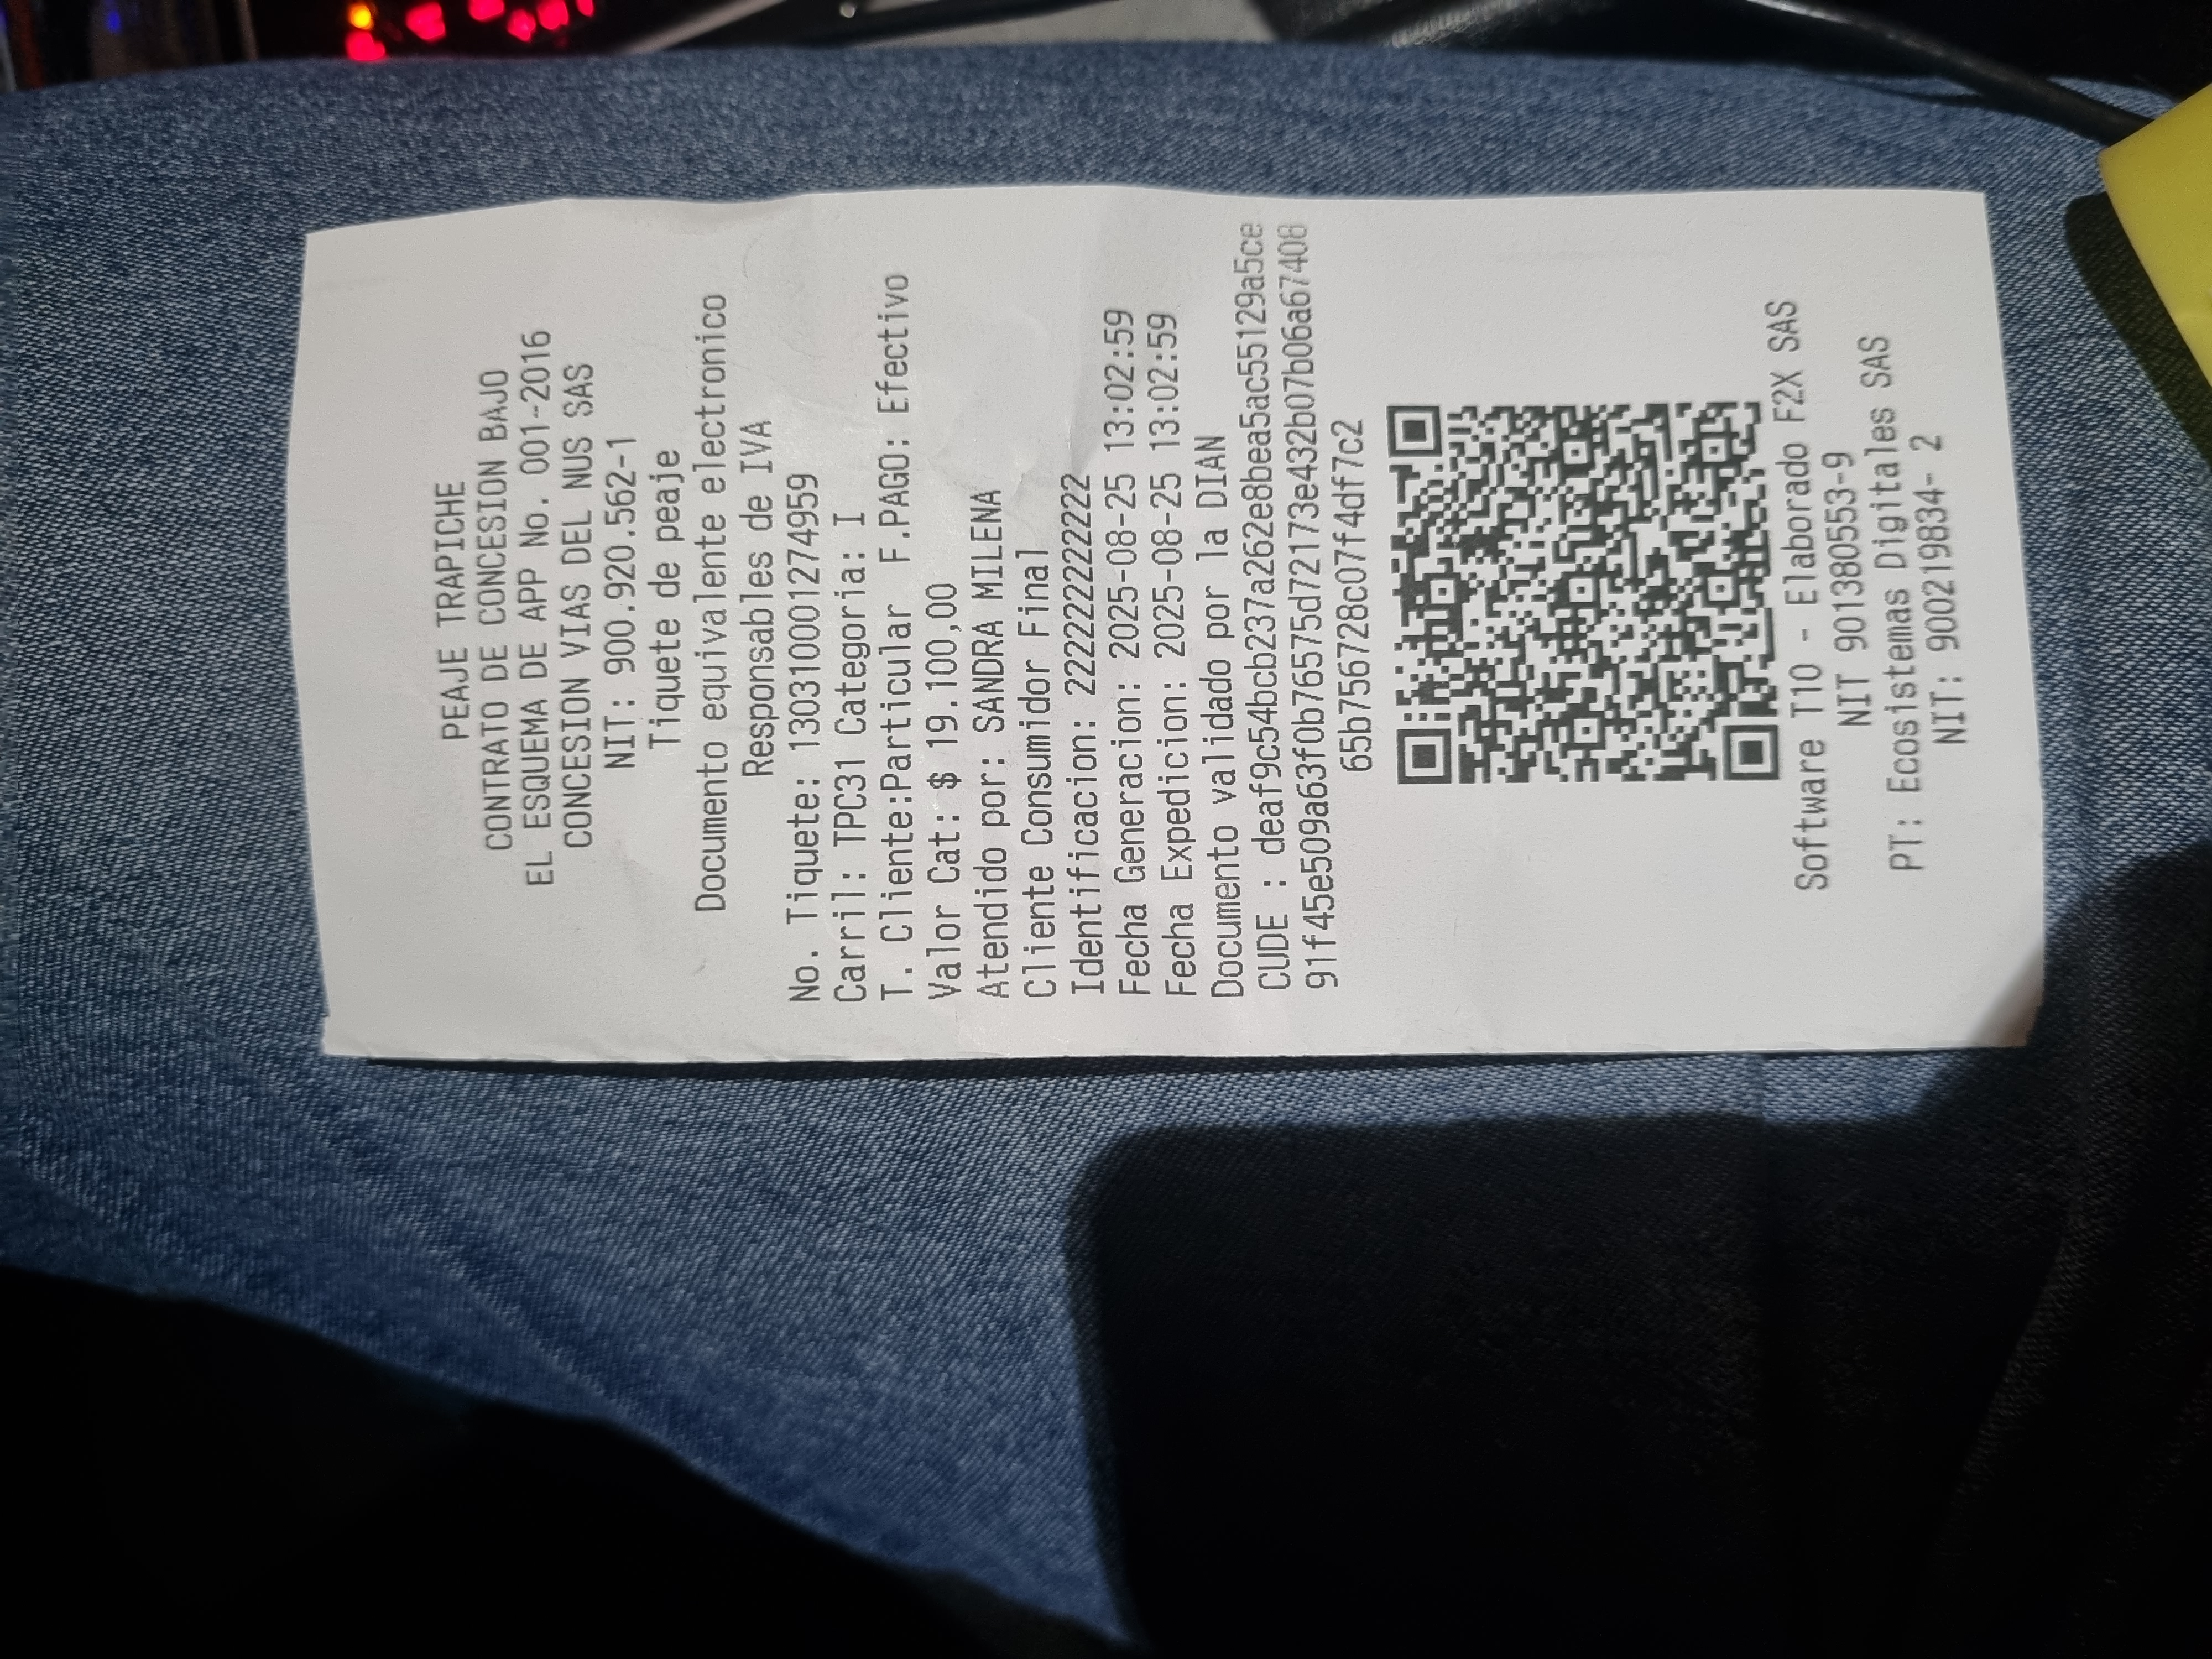 PEAJE TRAPICHE
CONTRATO DE CONCESION BAJO
EL ESQUEMA DE APP No. 001-2016
CONCESION VIAS DEL NUS SAS
NIT: 900.920.562-1
Tiquete de peaje
Documento equivalente electronico
Responsables de IVA
No. Tiquete: 1303100001274959
Carril: TPC31 Categoria: I
T. Cliente:Particular F.PAGO: Efectivo
Valor Cat: $ 19.100,00
Atendido por: SANDRA MILENA
Cliente Consumidor Final
Identificacion: 222222222222
Fecha Generacion: 2025-08-25 13:02:59
Fecha Expedicion: 2025-08-25 13:02:59
Documento validado por la DIAN
CUDE : deaf9c54bcb237a262e8bea5ac55129a5ce
91f45e509a63f0b76575d72173e432b07b06a67408
65b756728c07f4df7c2
Software T10 - Elaborado F2X SAS
NIT 901380553-9
PT: Ecosistemas Digitales SAS
NIT: 900219834- 2